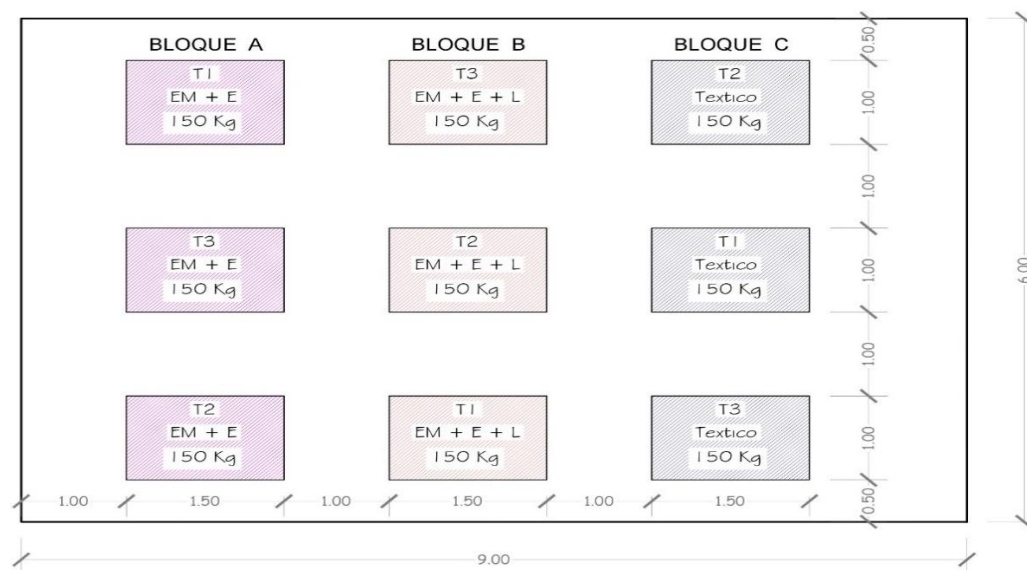 BLOQUE A
BLOQUE B
BLOQUE C
0.50
T1
EM + E
150 Kg
T3
EM + E + L
150 Kg
T2
Textico
150 Kg
1.00
1.00
T3
EM + E
150 Kg
T2
EM + E + L
150 Kg
T1
Textico
150 Kg
1.00
6.00
1.00
T2
EM + E
150 Kg
T1
EM + E + L
150 Kg
T3
Textico
150 Kg
1.00
1.00
1.50
1.00
1.50
1.00
1.50
0.50
9.00